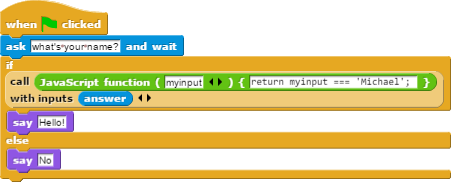 when clicked
ask what's your name? and wait
if
call JavaScript function ( myinput ) { return myinput === 'Michael'; }
with inputs answer
say Hello!
else
say No